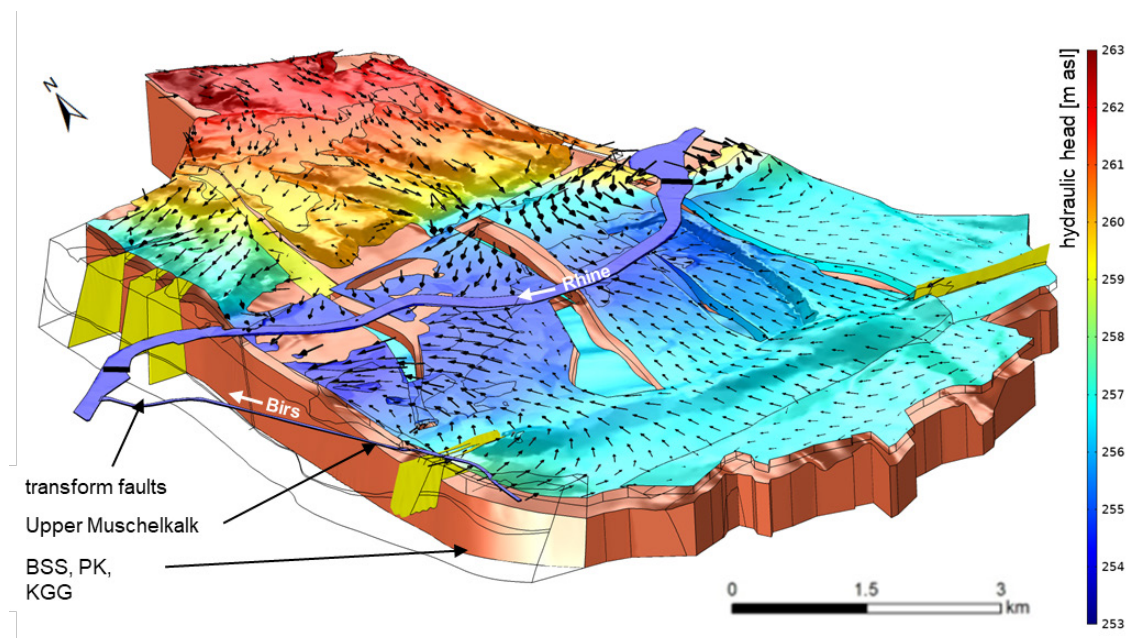 N
hydraulic head [m asl]
263
262
261
260
259
258
257
256
255
254
253
Rhine
Birs
transform faults
Upper Muschelkalk
BSS, PK,
KGG
0
1.5
3
km